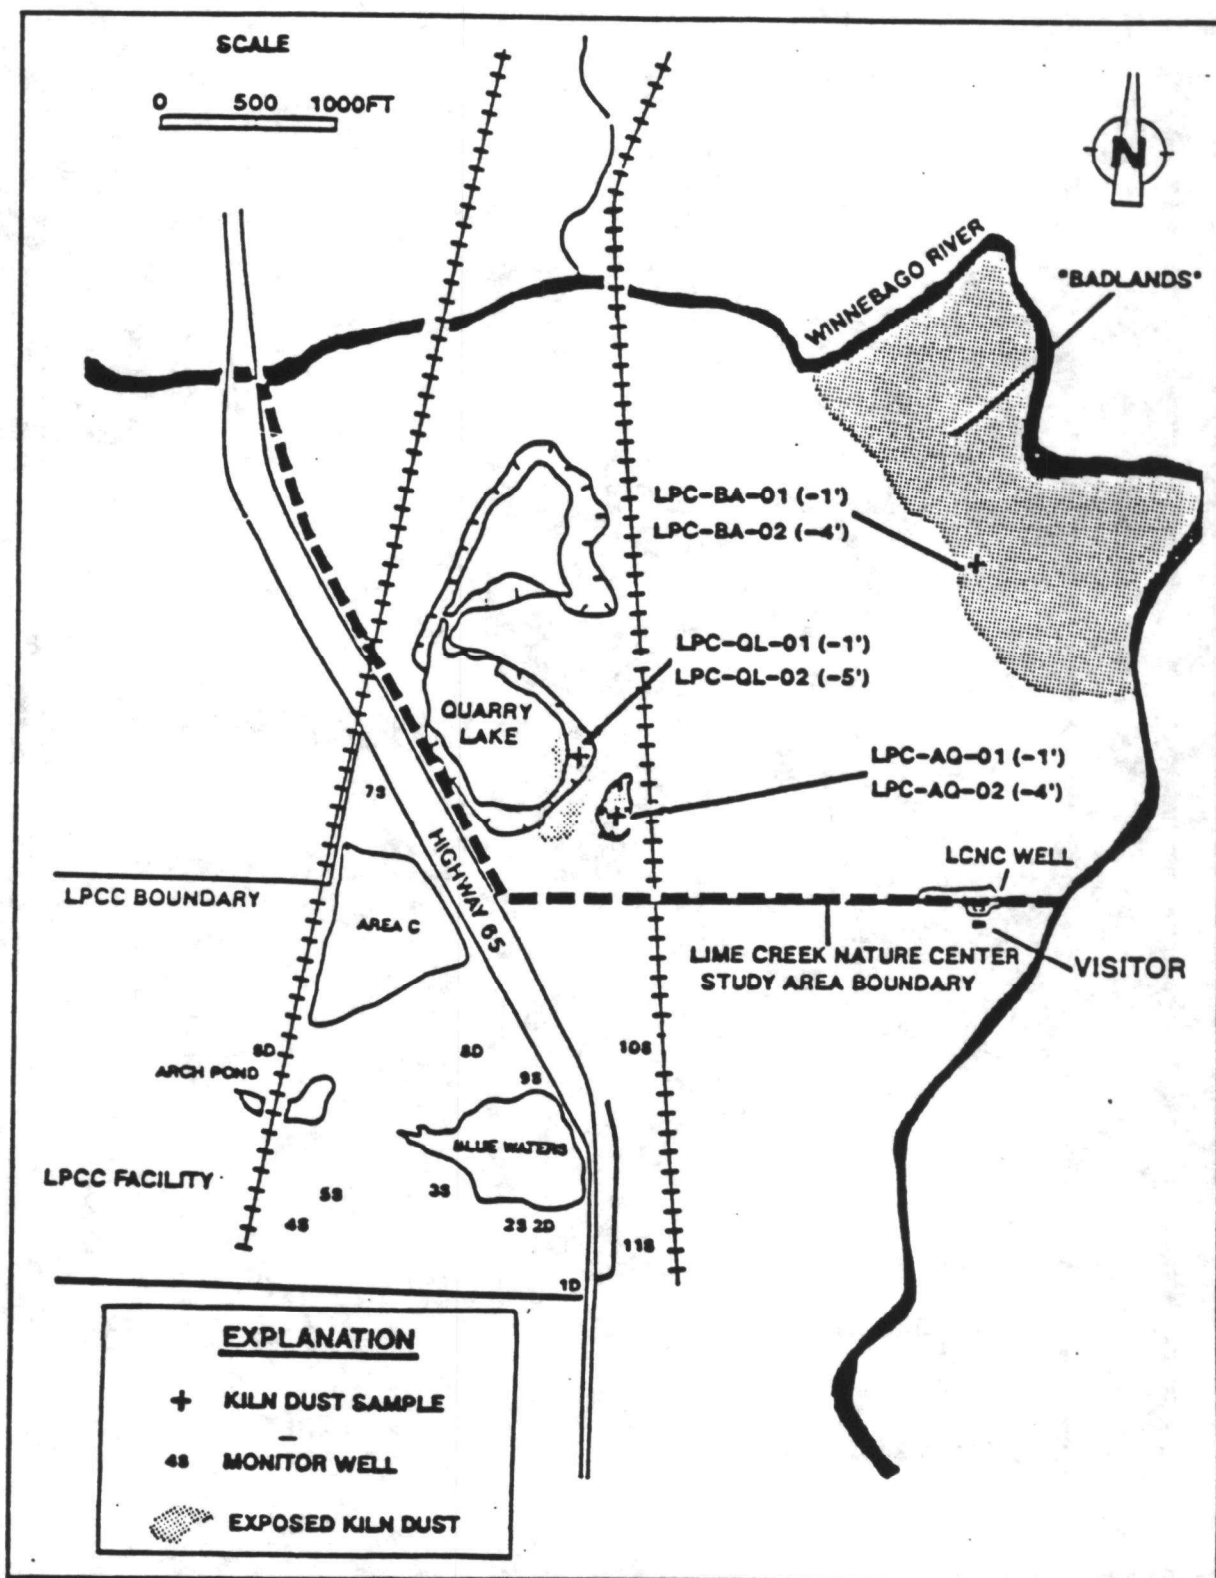 SCALE
0 500 1000FT
N
WINNEBAGO RIVER
"BADLANDS"
LPC-BA-01 (-1')
LPC-BA-02 (-4')
LPC-QL-01 (-1')
LPC-QL-02 (-5')
QUARRY
LAKE
LPC-AQ-01 (-1')
LPC-AQ-02 (-4')
7S
HIGHWAY 65
LCNC WELL
LPCC BOUNDARY
AREA C
LIME CREEK NATURE CENTER
STUDY AREA BOUNDARY
VISITOR
6D
8D
10S
ARCH POND
9S
BLUE WATERS
LPCC FACILITY
5S
3S
4S
2S 2D
11S
1D
EXPLANATION
+ KILN DUST SAMPLE
4S MONITOR WELL
EXPOSED KILN DUST